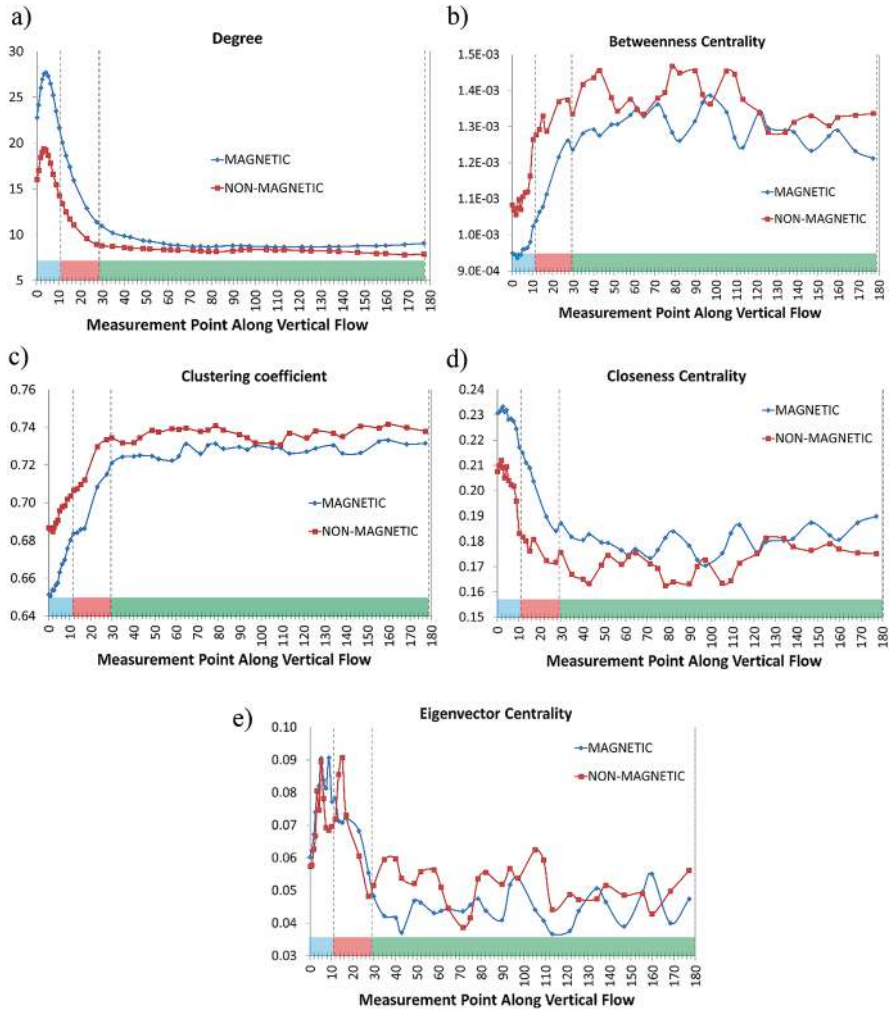 a)
Degree
30
25
20
15
10
5
MAGNETIC
NON-MAGNETIC
0 10 20 30 40 50 60 70 80 90 100 110 120 130 140 150 160 170 180
Measurement Point Along Vertical Flow
b)
Betweenness Centrality
1.5E-03
1.4E-03
1.3E-03
1.2E-03
1.1E-03
1.0E-03
9.0E-04
MAGNETIC
NON-MAGNETIC
0 10 20 30 40 50 60 70 80 90 100 110 120 130 140 150 160 170 180
Measurement Point Along Vertical Flow
c)
Clustering coefficient
0.76
0.74
0.72
0.70
0.68
0.66
0.64
MAGNETIC
NON-MAGNETIC
0 10 20 30 40 50 60 70 80 90 100 110 120 130 140 150 160 170 180
Measurement Point Along Vertical Flow
d)
Closeness Centrality
0.24
0.23
0.22
0.21
0.20
0.19
0.18
0.17
0.16
0.15
MAGNETIC
NON-MAGNETIC
0 10 20 30 40 50 60 70 80 90 100 110 120 130 140 150 160 170 180
Measurement Point Along Vertical Flow
e)
Eigenvector Centrality
0.10
0.09
0.08
0.07
0.06
0.05
0.04
0.03
MAGNETIC
NON-MAGNETIC
0 10 20 30 40 50 60 70 80 90 100 110 120 130 140 150 160 170 180
Measurement Point Along Vertical Flow